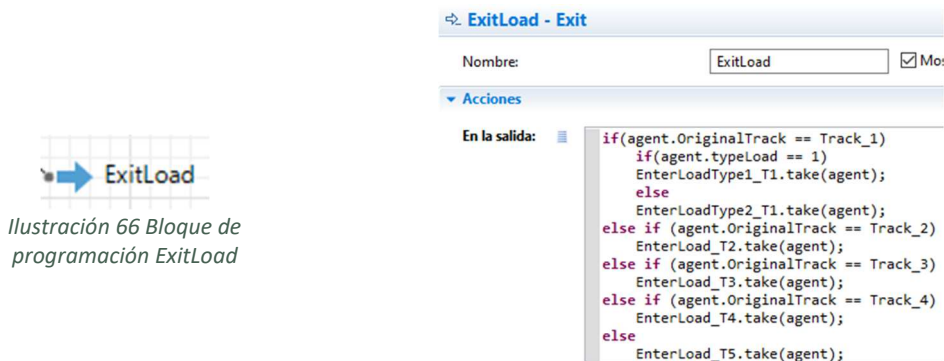 ExitLoad
Ilustración 66 Bloque de
programación ExitLoad
ExitLoad - Exit
Nombre:
ExitLoad
Acciones
En la salida:
if(agent.OriginalTrack == Track_1)
if(agent.typeLoad == 1)
EnterLoadType1_T1.take(agent);
else
EnterLoadType2_T1.take(agent);
else if (agent.OriginalTrack == Track_2)
EnterLoad_T2.take(agent);
else if (agent.OriginalTrack == Track_3)
EnterLoad_T3.take(agent);
else if (agent.OriginalTrack == Track_4)
EnterLoad_T4.take(agent);
else
EnterLoad_T5.take(agent);